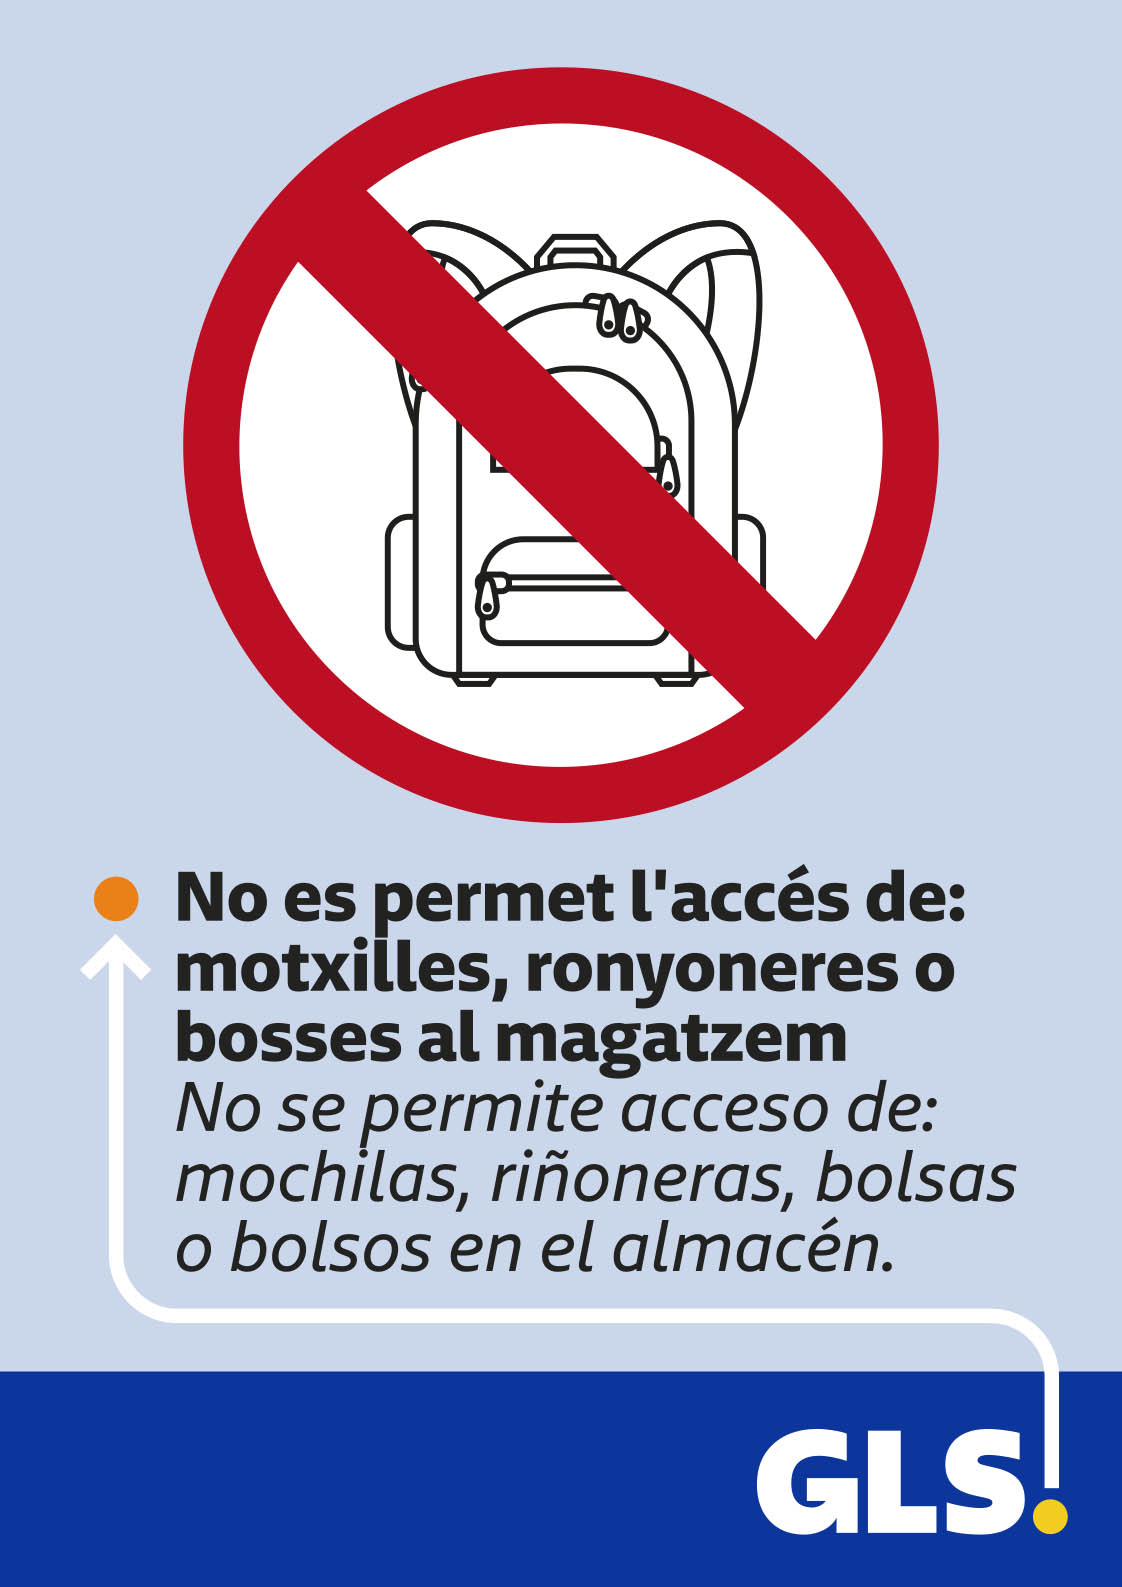 No es permet l'accés de:
motxilles, ronyoneres o
bosses al magatzem
No se permite acceso de:
mochilas, riñoneras, bolsas
o bolsos en el almacén.
GLS.